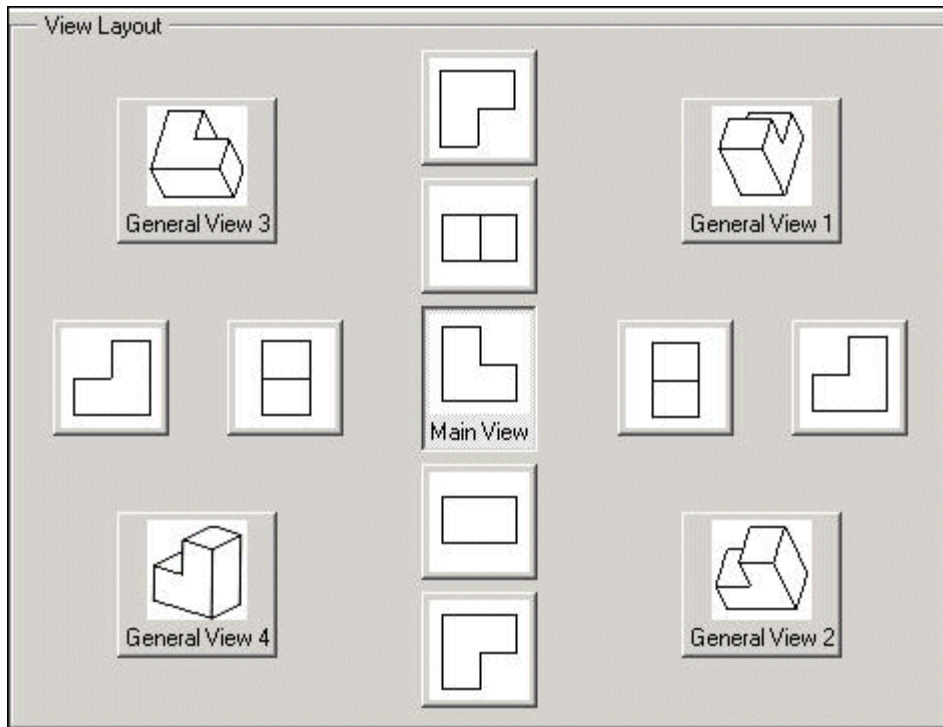 View Layout
General View 3
General View 1
Main View
General View 4
General View 2